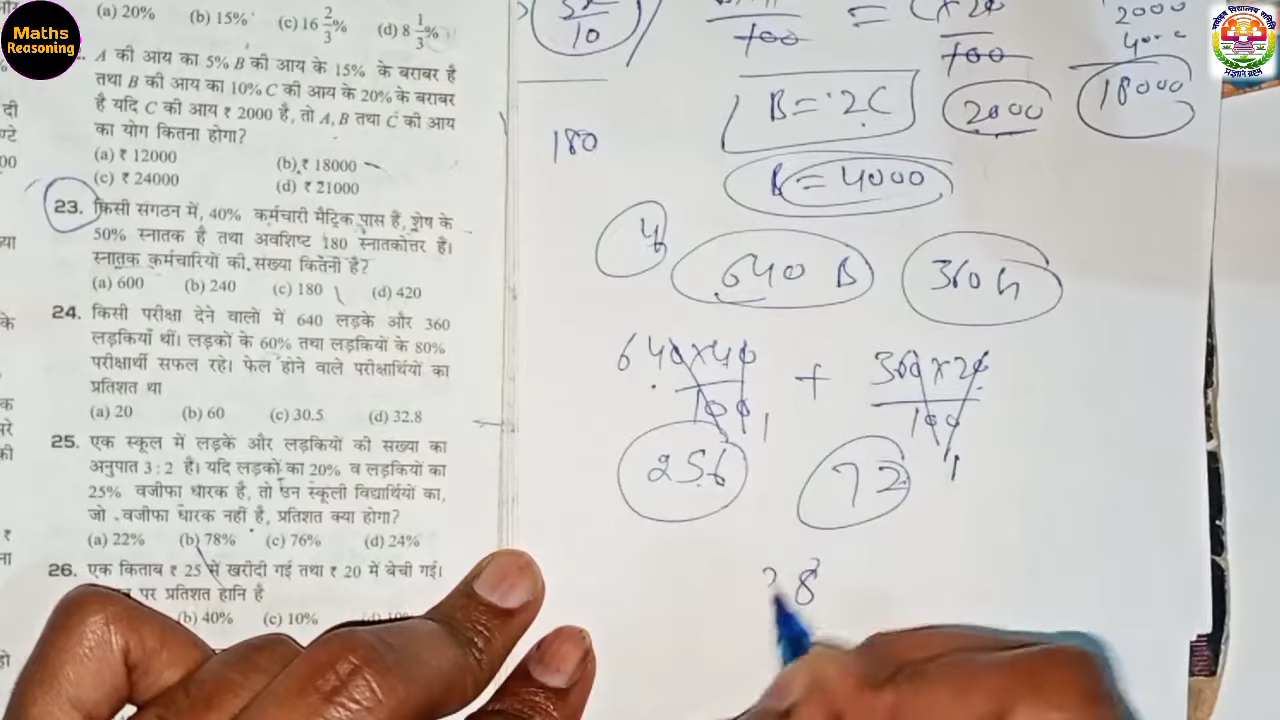 Maths
Reasoning
(a) 20% (b) 15% (c) 16 2/3% (d) 8 1/3%
A की आय का 5% B की आय के 15% के बराबर है
तथा B की आय का 10% C की आय के 20% के बराबर
है यदि C की आय ₹ 2000 है, तो A, B तथा C की आय
का योग कितना होगा?
(a) ₹ 12000 (b) ₹ 18000
(c) ₹ 24000 (d) ₹ 21000
23. किसी संगठन में, 40% कर्मचारी मैट्रिक पास हैं, शेष के
50% स्नातक है तथा अवशिष्ट 180 स्नातकोत्तर है।
स्नातक कर्मचारियों की संख्या कितनी है?
(a) 600 (b) 240 (c) 180 (d) 420
24. किसी परीक्षा देने वालों में 640 लड़के और 360
लड़कियाँ थीं। लड़कों के 60% तथा लड़कियों के 80%
परीक्षार्थी सफल रहे। फेल होने वाले परीक्षार्थियों का
प्रतिशत था
(a) 20 (b) 60 (c) 30.5 (d) 32.8
25. एक स्कूल में लड़के और लड़कियों की संख्या का
अनुपात 3 : 2 है। यदि लड़कों का 20% व लड़कियों का
25% वजीफा धारक है, तो उन स्कूली विद्यार्थियों का,
जो वजीफा धारक नहीं है, प्रतिशत क्या होगा?
(a) 22% (b) 78% (c) 76% (d) 24%
26. एक किताब ₹ 25 में खरीदी गई तथा ₹ 20 में बेची गई।
पर प्रतिशत हानि है
(b) 40% (c) 10%
2000
4000
18000
B = 2C
2000
B = 4000
180
640 B
360 G
640 × 40 / 100 + 360 × 20 / 100
256
72
8